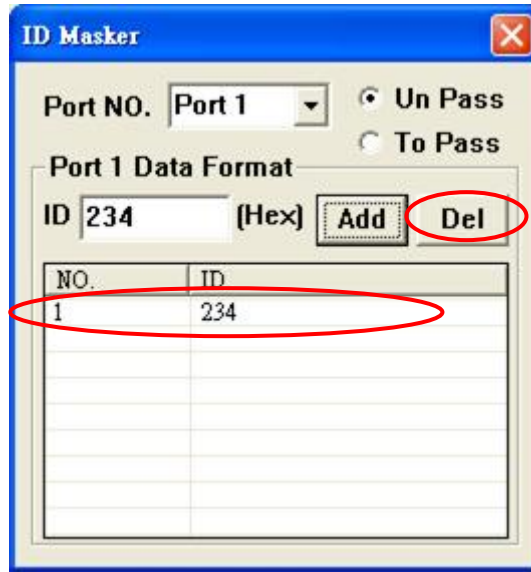 ID Masker
Port NO. Port 1 Un Pass
To Pass
Port 1 Data Format
ID 234 (Hex) Add Del
NO. ID
1 234